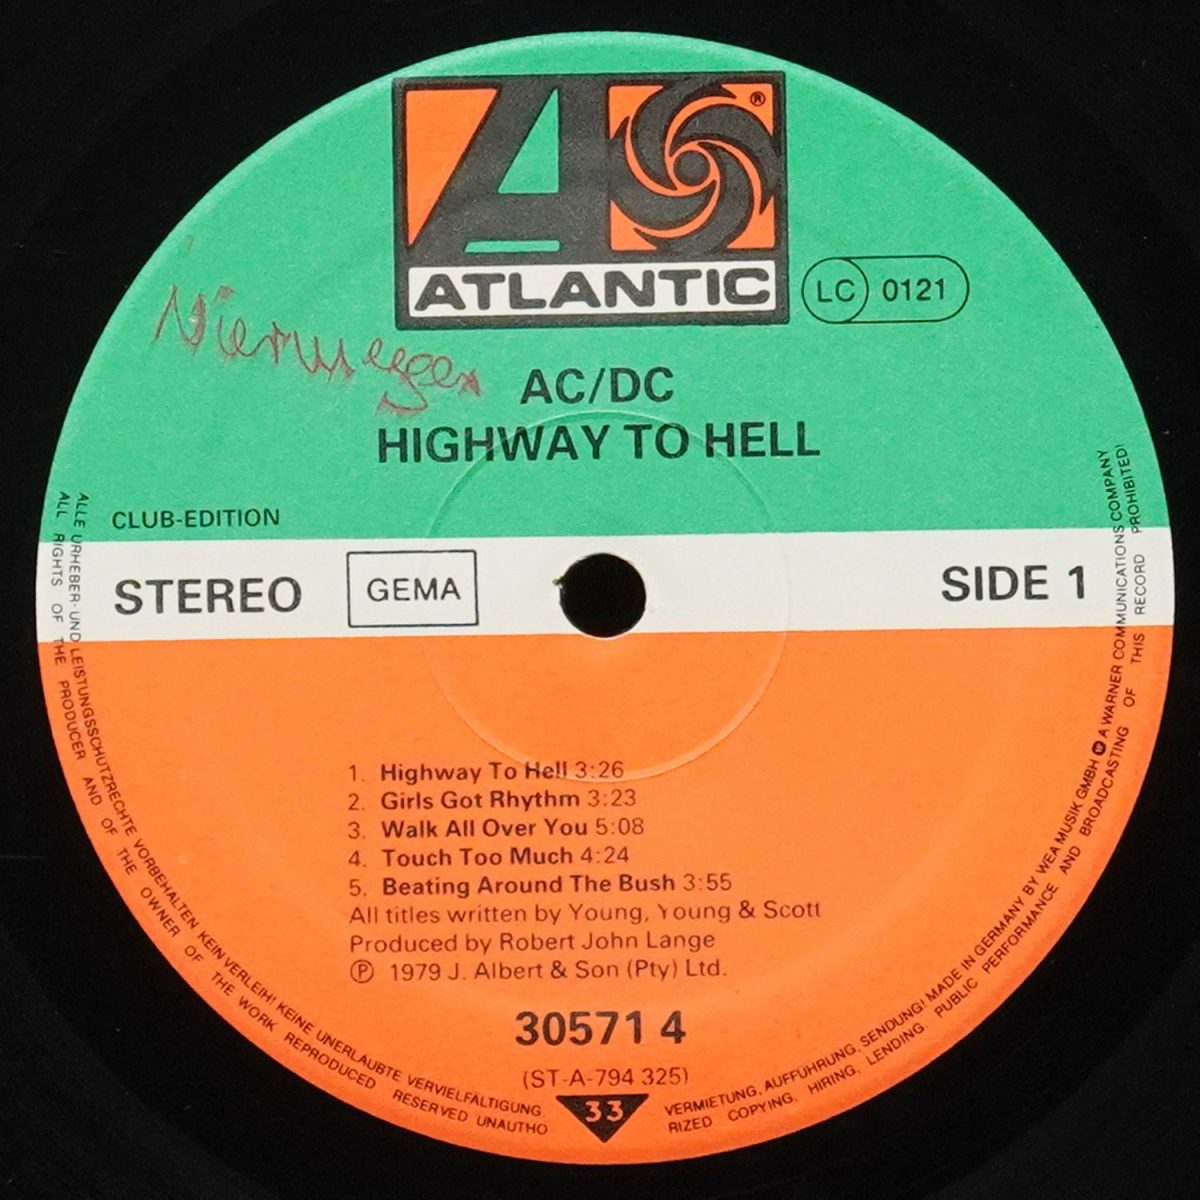 ®
ATLANTIC
LC 0121
Nierwegen
AC/DC
HIGHWAY TO HELL
CLUB-EDITION
STEREO GEMA SIDE 1
1. Highway To Hell 3:26
2. Girls Got Rhythm 3:23
3. Walk All Over You 5:08
4. Touch Too Much 4:24
5. Beating Around The Bush 3:55
All titles written by Young, Young & Scott
Produced by Robert John Lange
℗ 1979 J. Albert & Son (Pty) Ltd.
30571 4
(ST-A-794 325)
33
ALLE URHEBER- UND LEISTUNGSSCHUTZRECHTE VORBEHALTEN KEIN VERLEIH! KEINE UNERLAUBTE VERVIELFÄLTIGUNG, VERMIETUNG, AUFFÜHRUNG, SENDUNG! MADE IN GERMANY BY WEA MUSIK GMBH A WARNER COMMUNICATIONS COMPANY
ALL RIGHTS OF THE PRODUCER AND OF THE OWNER OF THE WORK REPRODUCED RESERVED UNAUTHO RIZED COPYING, HIRING, LENDING, PUBLIC PERFORMANCE AND BROADCASTING OF THIS RECORD PROHIBITED!